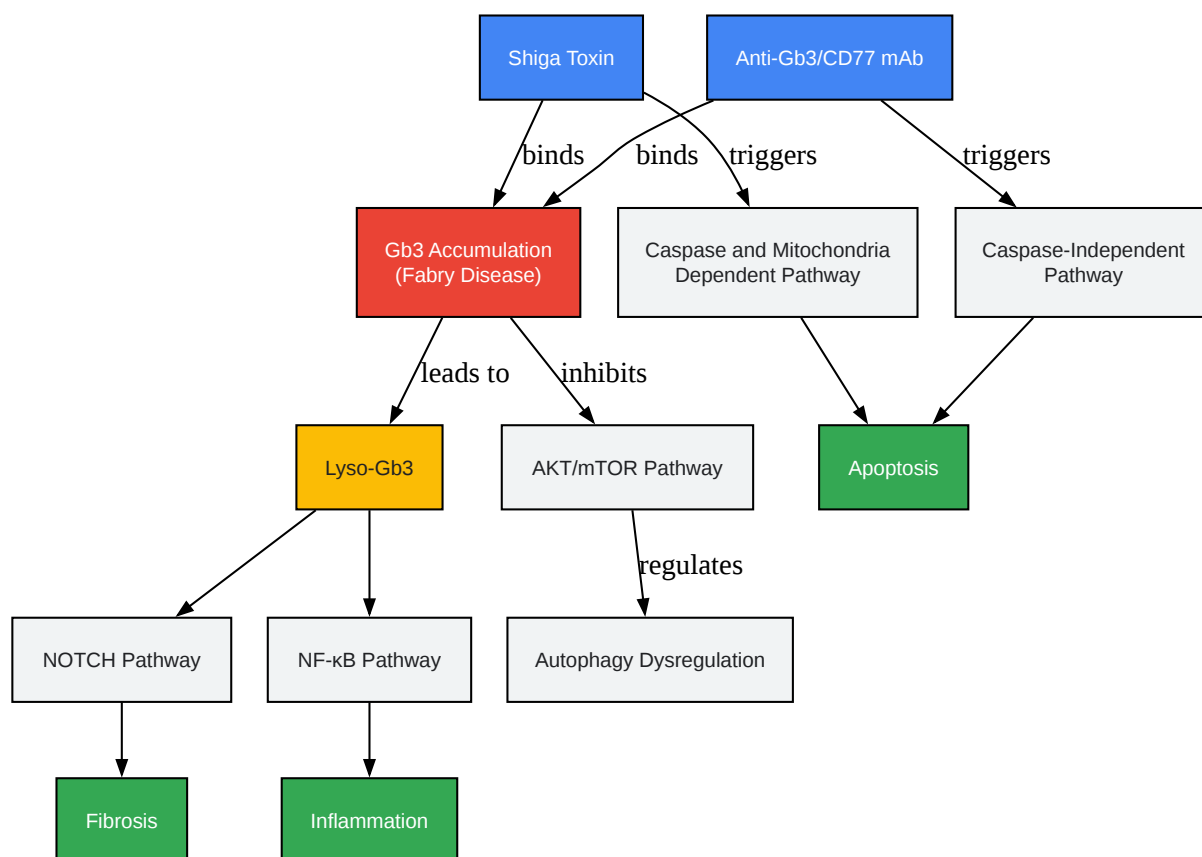 Shiga Toxin
Anti-Gb3/CD77 mAb
binds
binds
triggers
triggers
Gb3 Accumulation
(Fabry Disease)
Caspase and Mitochondria
Dependent Pathway
Caspase-Independent
Pathway
leads to
inhibits
Lyso-Gb3
AKT/mTOR Pathway
Apoptosis
regulates
NOTCH Pathway
NF-κB Pathway
Autophagy Dysregulation
Fibrosis
Inflammation